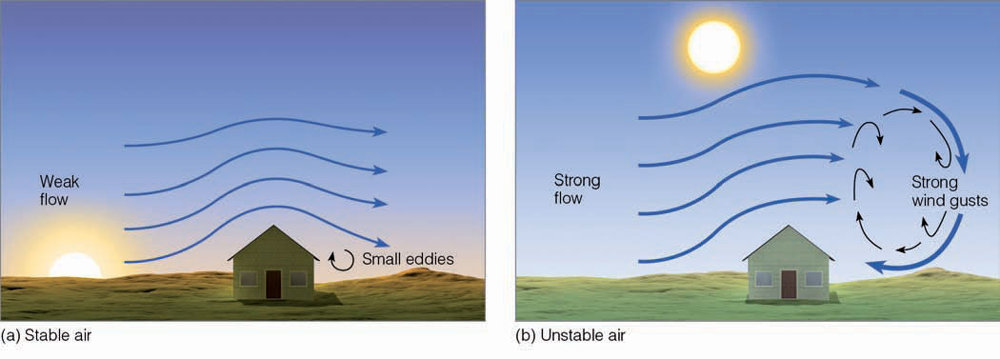 Weak
flow
Small eddies
(a) Stable air
Strong
flow
Strong
wind gusts
(b) Unstable air